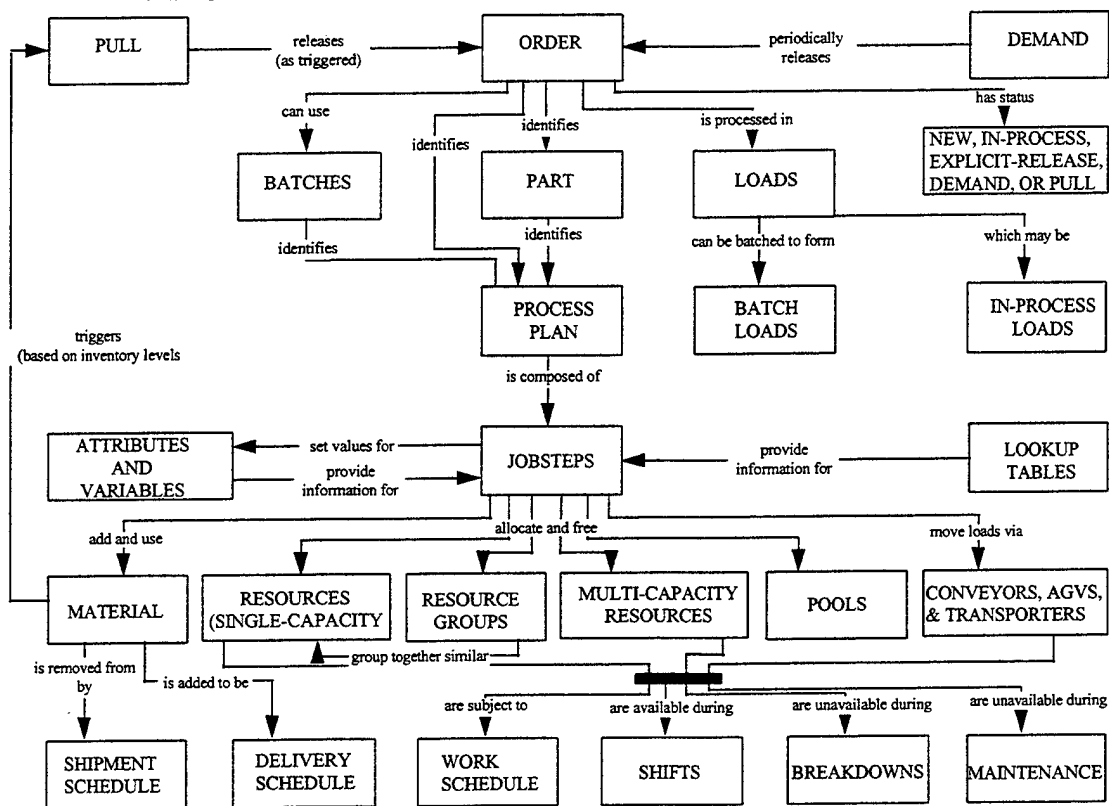 PULL
releases
(as triggered)
ORDER
periodically
releases
DEMAND
can use
identifies
identifies
is processed in
has status
BATCHES
PART
LOADS
NEW, IN-PROCESS,
EXPLICIT-RELEASE,
DEMAND, OR PULL
identifies
identifies
can be batched to form
which may be
PROCESS
PLAN
BATCH
LOADS
IN-PROCESS
LOADS
triggers
(based on inventory levels
is composed of
ATTRIBUTES
AND
VARIABLES
set values for
provide
information for
JOBSTEPS
provide
information for
LOOKUP
TABLES
add and use
allocate and free
move loads via
MATERIAL
RESOURCES
(SINGLE-CAPACITY
RESOURCE
GROUPS
MULTI-CAPACITY
RESOURCES
POOLS
CONVEYORS, AGVS,
& TRANSPORTERS
group together similar
is removed from
by
is added to be
are subject to
are available during
are unavailable during
are unavailable during
SHIPMENT
SCHEDULE
DELIVERY
SCHEDULE
WORK
SCHEDULE
SHIFTS
BREAKDOWNS
MAINTENANCE